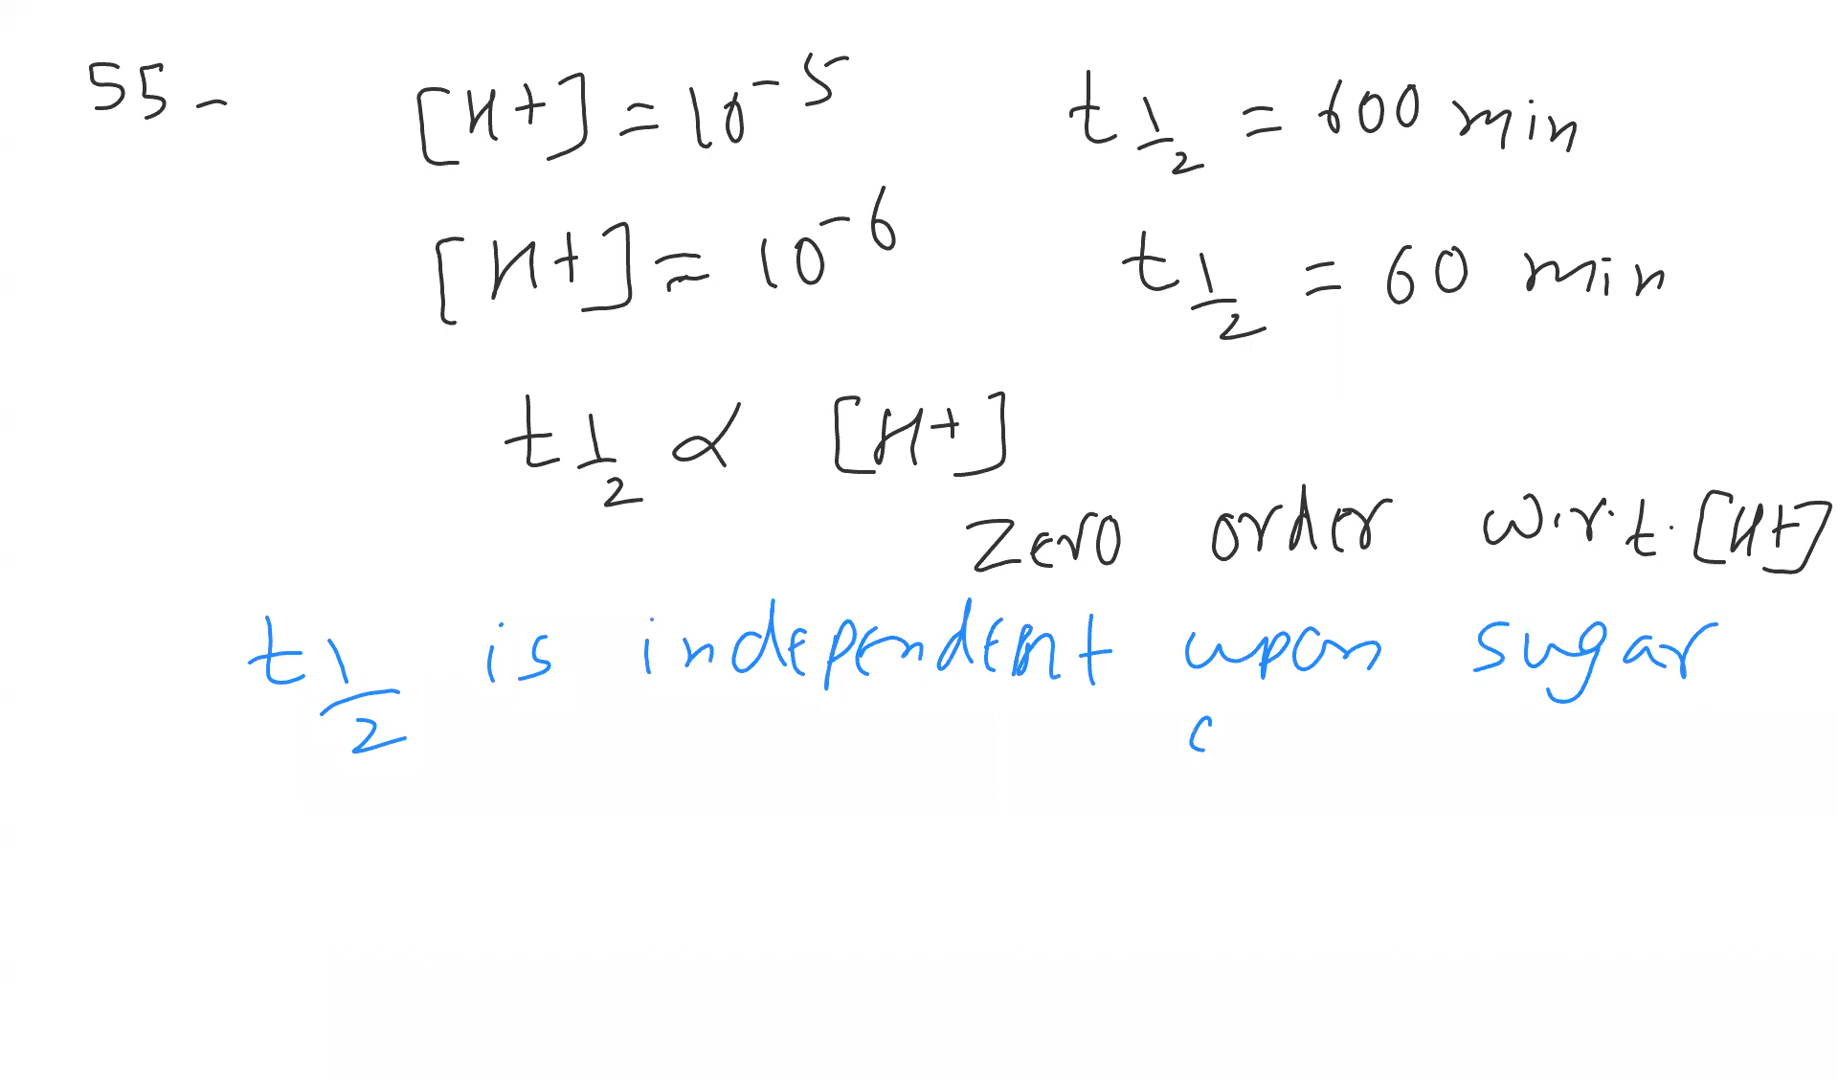 55 - [H+] = 10^-5 t1/2 = 600 min
[H+] = 10^-6 t1/2 = 60 min
t1/2 ∝ [H+]
Zero order w.r.t. [H+]
t1/2 is independent upon sugar
c